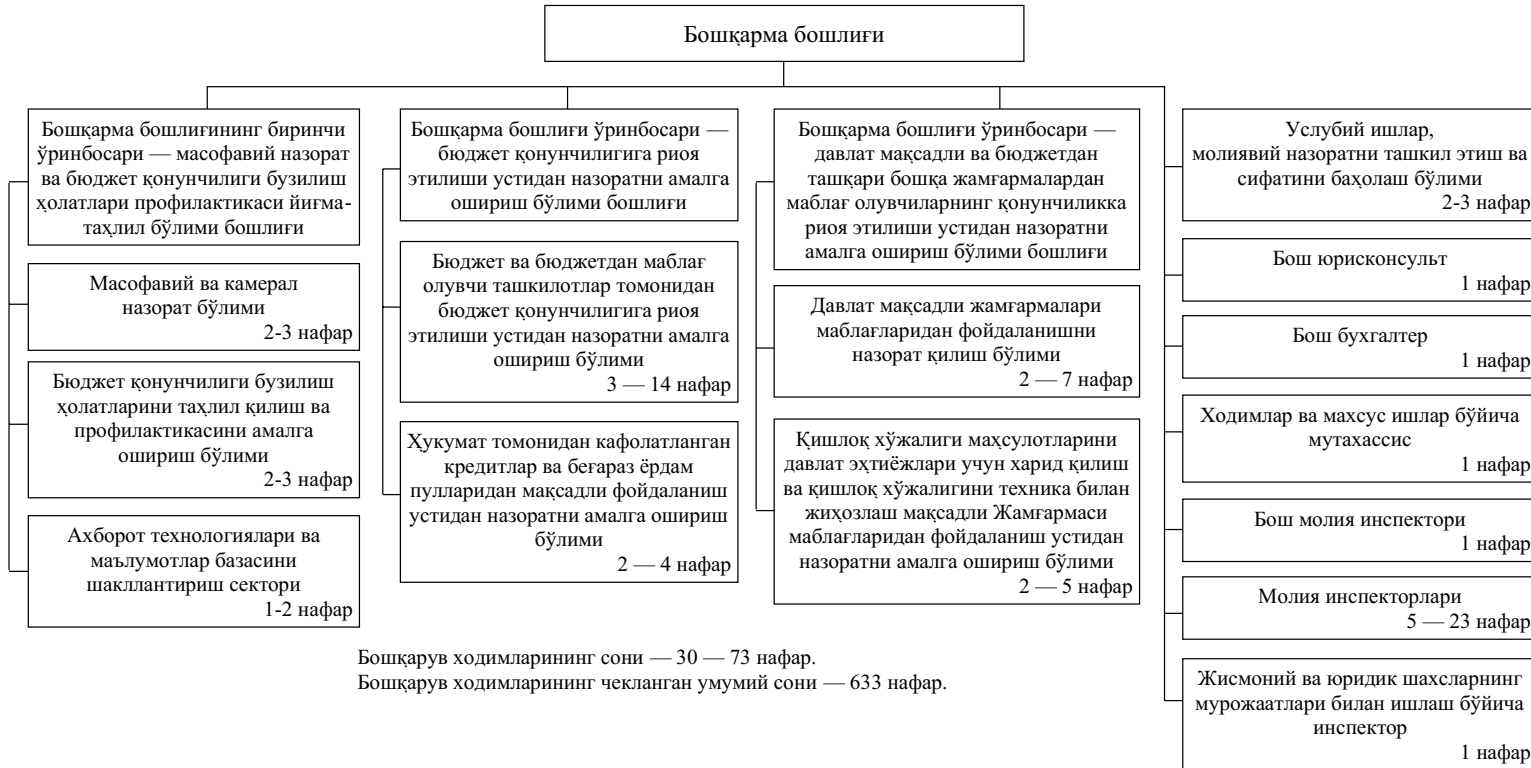 Бошқарма бошлиғи
Бошқарма бошлиғининг биринчи
ўринбосари — масофавий назорат
ва бюджет қонунчилиги бузилиш
ҳолатлари профилактикаси йиғма-
таҳлил бўлими бошлиғи
Масофавий ва камерал
назорат бўлими
2-3 нафар
Бюджет қонунчилиги бузилиш
ҳолатларини таҳлил қилиш ва
профилактикасини амалга
ошириш бўлими
2-3 нафар
Ахборот технологиялари ва
маълумотлар базасини
шакллантириш сектори
1-2 нафар
Бошқарма бошлиғи ўринбосари —
бюджет қонунчилигига риоя
этилиши устидан назоратни амалга
ошириш бўлими бошлиғи
Бюджет ва бюджетдан маблағ
олувчи ташкилотлар томонидан
бюджет қонунчилигига риоя
этилиши устидан назоратни амалга
ошириш бўлими
3 — 14 нафар
Ҳукумат томонидан кафолатланган
кредитлар ва беғараз ёрдам
пулларидан мақсадли фойдаланиш
устидан назоратни амалга ошириш
бўлими
2 — 4 нафар
Бошқарма бошлиғи ўринбосари —
давлат мақсадли ва бюджетдан
ташқари бошқа жамғармалардан
маблағ олувчиларнинг қонунчиликка
риоя этилиши устидан назоратни
амалга ошириш бўлими бошлиғи
Давлат мақсадли жамғармалари
маблағларидан фойдаланишни
назорат қилиш бўлими
2 — 7 нафар
Қишлоқ хўжалиги маҳсулотларини
давлат эҳтиёжлари учун харид қилиш
ва қишлоқ хўжалигини техника билан
жиҳозлаш мақсадли Жамғармаси
маблағларидан фойдаланиш устидан
назоратни амалга ошириш бўлими
2 — 5 нафар
Услубий ишлар,
молиявий назоратни ташкил этиш ва
сифатини баҳолаш бўлими
2-3 нафар
Бош юрисконсульт
1 нафар
Бош бухгалтер
1 нафар
Ходимлар ва махсус ишлар бўйича
мутахассис
1 нафар
Бош молия инспектори
1 нафар
Молия инспекторлари
5 — 23 нафар
Жисмоний ва юридик шахсларнинг
мурожаатлари билан ишлаш бўйича
инспектор
1 нафар
Бошқарув ходимларининг сони — 30 — 73 нафар.
Бошқарув ходимларининг чекланган умумий сони — 633 нафар.